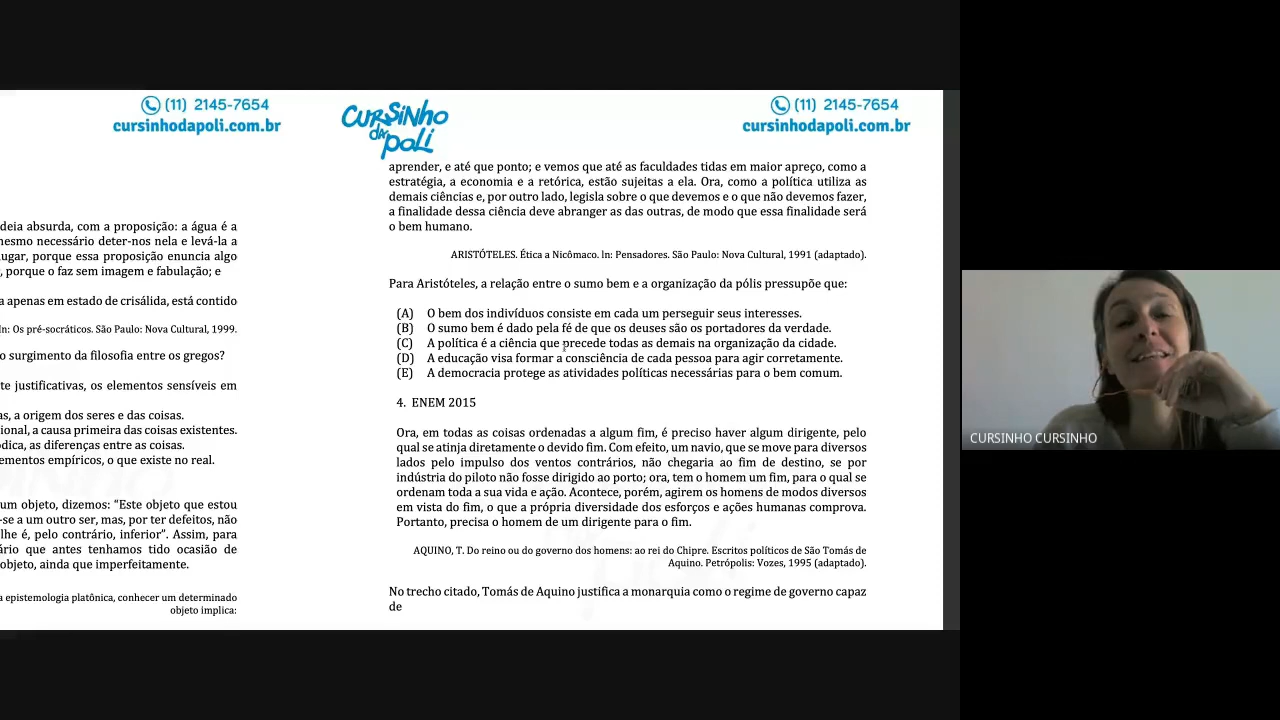 (11) 2145-7654
cursinhodapoli.com.br
deia absurda, com a proposição: a água é a
nesmo necessário deter-nos nela e levá-la a
lugar, porque essa proposição enuncia algo
, porque o faz sem imagem e fabulação; e
a apenas em estado de crisálida, está contido
ln: Os pré-socráticos. São Paulo: Nova Cultural, 1999.
o surgimento da filosofia entre os gregos?
te justificativas, os elementos sensíveis em
as, a origem dos seres e das coisas.
ional, a causa primeira das coisas existentes.
ódica, as diferenças entre as coisas.
ementos empíricos, o que existe no real.
um objeto, dizemos: “Este objeto que estou
-se a um outro ser, mas, por ter defeitos, não
lhe é, pelo contrário, inferior”. Assim, para
ário que antes tenhamos tido ocasião de
objeto, ainda que imperfeitamente.
a epistemologia platônica, conhecer um determinado
objeto implica:
CURSINHO
DA
POLI
(11) 2145-7654
cursinhodapoli.com.br
aprender, e até que ponto; e vemos que até as faculdades tidas em maior apreço, como a
estratégia, a economia e a retórica, estão sujeitas a ela. Ora, como a política utiliza as
demais ciências e, por outro lado, legisla sobre o que devemos e o que não devemos fazer,
a finalidade dessa ciência deve abranger as das outras, de modo que essa finalidade será
o bem humano.
ARISTÓTELES. Ética a Nicômaco. ln: Pensadores. São Paulo: Nova Cultural, 1991 (adaptado).
Para Aristóteles, a relação entre o sumo bem e a organização da pólis pressupõe que:
(A) O bem dos indivíduos consiste em cada um perseguir seus interesses.
(B) O sumo bem é dado pela fé de que os deuses são os portadores da verdade.
(C) A política é a ciência que precede todas as demais na organização da cidade.
(D) A educação visa formar a consciência de cada pessoa para agir corretamente.
(E) A democracia protege as atividades políticas necessárias para o bem comum.
4. ENEM 2015
Ora, em todas as coisas ordenadas a algum fim, é preciso haver algum dirigente, pelo
qual se atinja diretamente o devido fim. Com efeito, um navio, que se move para diversos
lados pelo impulso dos ventos contrários, não chegaria ao fim de destino, se por
indústria do piloto não fosse dirigido ao porto; ora, tem o homem um fim, para o qual se
ordenam toda a sua vida e ação. Acontece, porém, agirem os homens de modos diversos
em vista do fim, o que a própria diversidade dos esforços e ações humanas comprova.
Portanto, precisa o homem de um dirigente para o fim.
AQUINO, T. Do reino ou do governo dos homens: ao rei do Chipre. Escritos políticos de São Tomás de
Aquino. Petrópolis: Vozes, 1995 (adaptado).
No trecho citado, Tomás de Aquino justifica a monarquia como o regime de governo capaz
de
CURSINHO CURSINHO